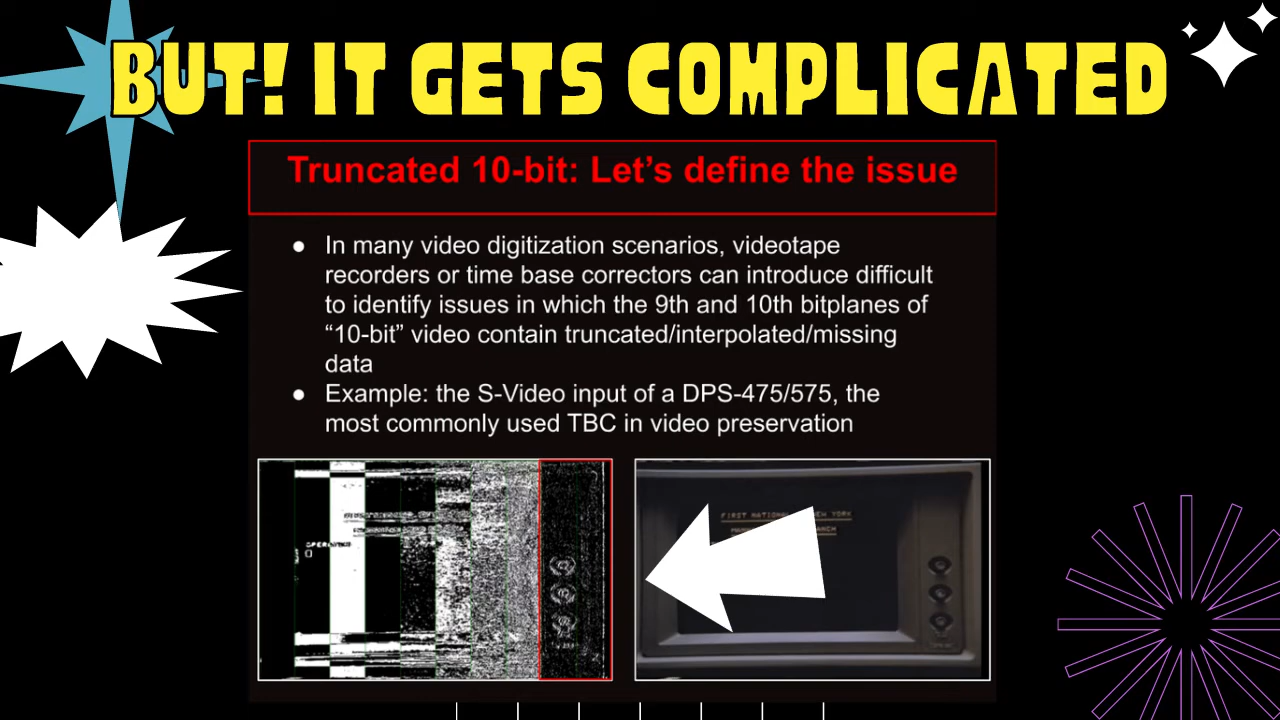 BUT! IT GETS COMPLICATED
Truncated 10-bit: Let's define the issue
● In many video digitization scenarios, videotape
recorders or time base correctors can introduce difficult
to identify issues in which the 9th and 10th bitplanes of
“10-bit” video contain truncated/interpolated/missing
data
● Example: the S-Video input of a DPS-475/575, the
most commonly used TBC in video preservation
FIRST NATIONAL NEW YORK